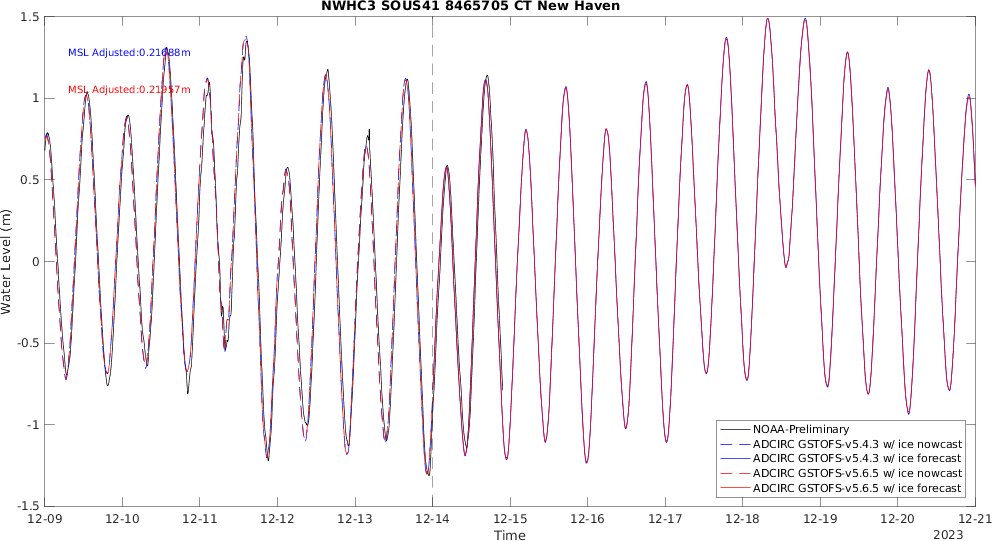 NWHC3 SOUS41 8465705 CT New Haven
1.5
1
0.5
0
-0.5
-1
-1.5
Water Level (m)
MSL Adjusted:0.21688m
MSL Adjusted:0.21957m
NOAA-Preliminary
ADCIRC GSTOFS-v5.4.3 w/ ice nowcast
ADCIRC GSTOFS-v5.4.3 w/ ice forecast
ADCIRC GSTOFS-v5.6.5 w/ ice nowcast
ADCIRC GSTOFS-v5.6.5 w/ ice forecast
12-09 12-10 12-11 12-12 12-13 12-14 12-15 12-16 12-17 12-18 12-19 12-20 12-21
Time
2023